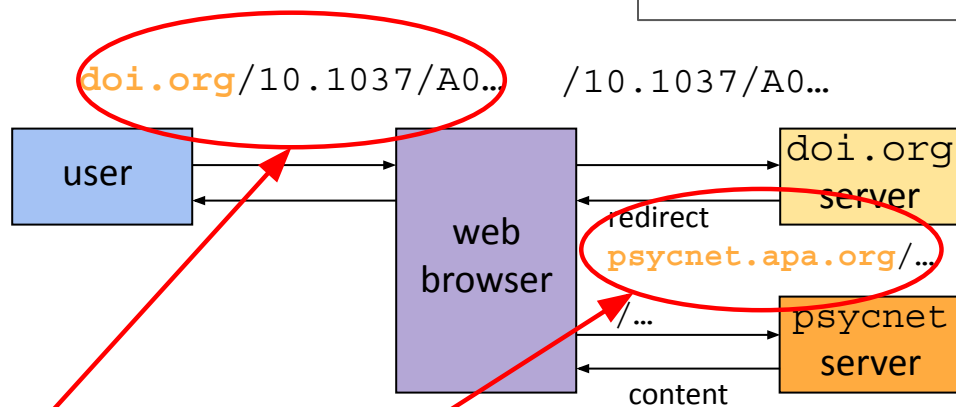 doi.org/10.1037/A0… /10.1037/A0…
user
web
browser
doi.org
server
redirect
psycnet.apa.org/…
/…
psycnet
server
content